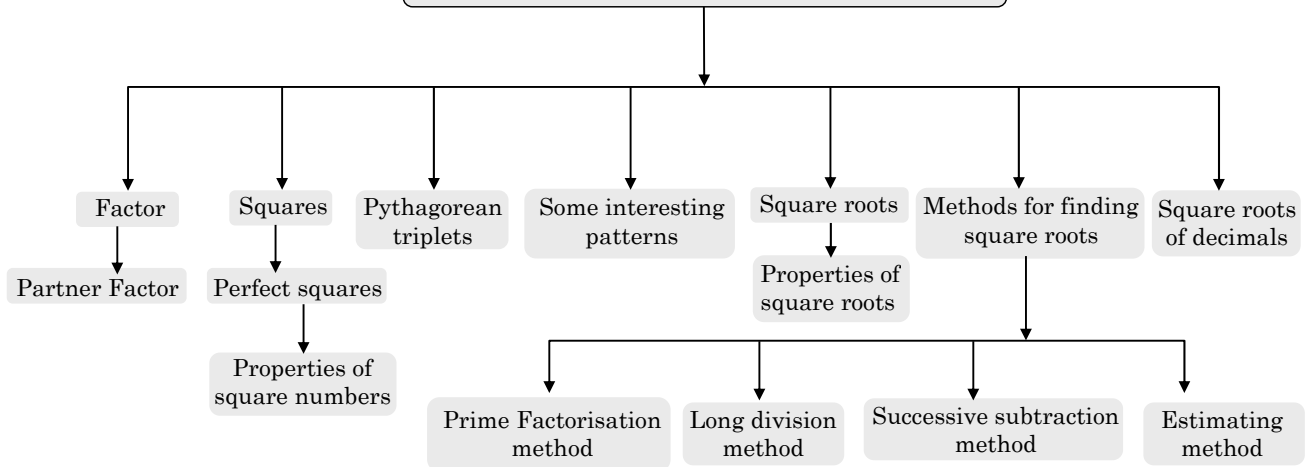 Factor
Squares
Pythagorean
triplets
Some interesting
patterns
Square roots
Methods for finding
square roots
Square roots
of decimals
Partner Factor
Perfect squares
Properties of
square roots
Properties of
square numbers
Prime Factorisation
method
Long division
method
Successive subtraction
method
Estimating
method